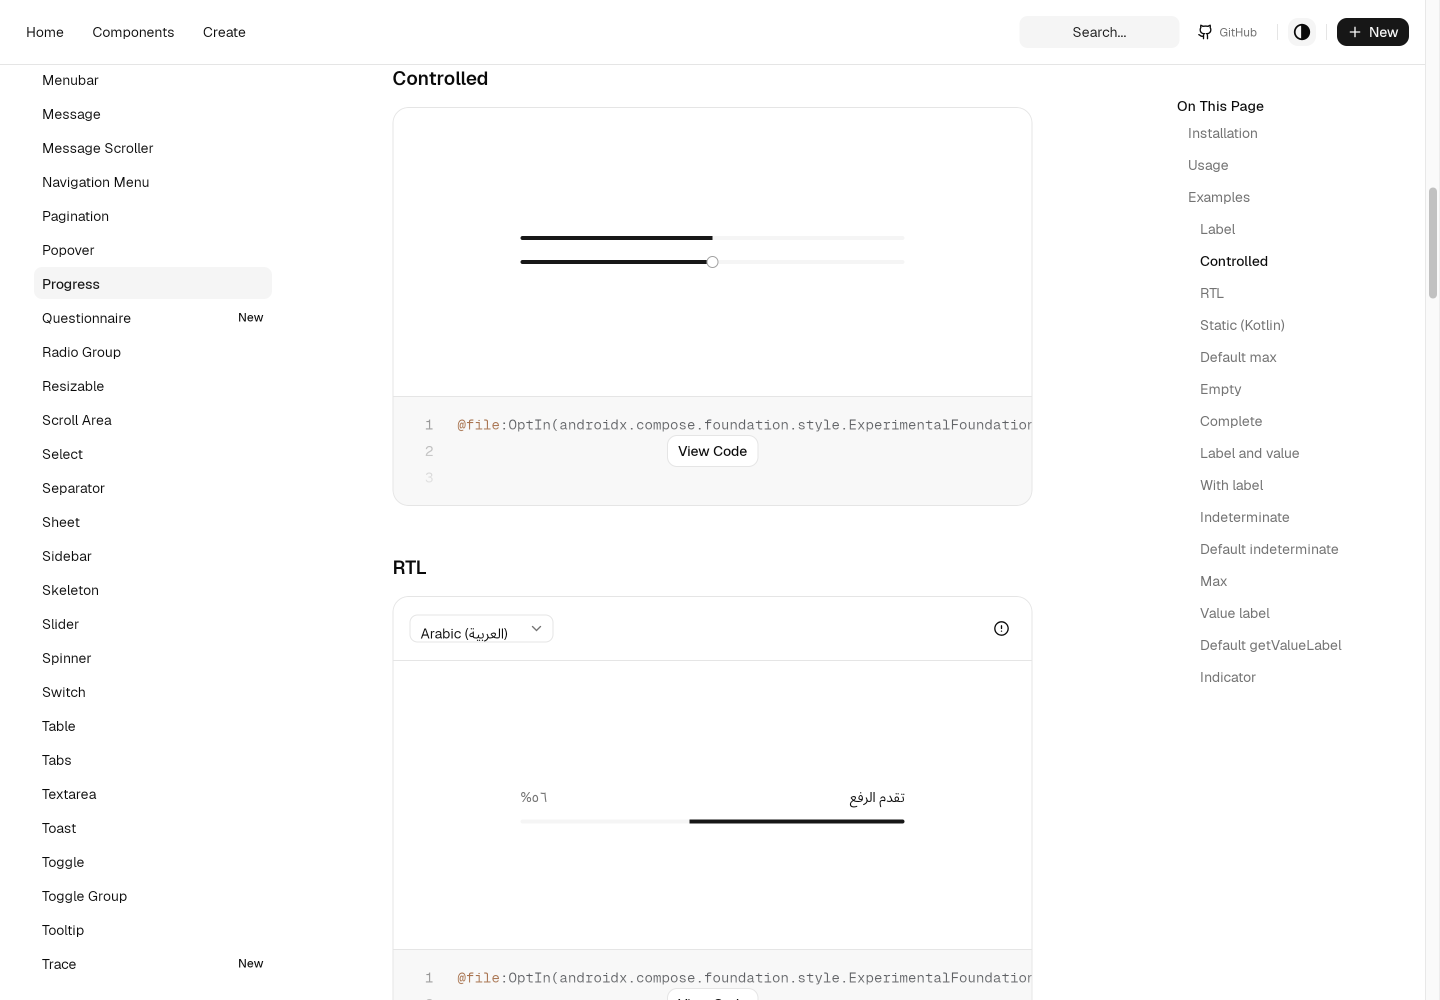 Home
Components
Create
Search...
GitHub
New
Menubar
Message
Message Scroller
Navigation Menu
Pagination
Popover
Progress
Questionnaire New
Radio Group
Resizable
Scroll Area
Select
Separator
Sheet
Sidebar
Skeleton
Slider
Spinner
Switch
Table
Tabs
Textarea
Toast
Toggle
Toggle Group
Tooltip
Trace New
Controlled
1 @file:OptIn(androidx.compose.foundation.style.ExperimentalFoundation
2
3
View Code
RTL
Arabic (العربية)
تقدم الرفع
%٥٦
1 @file:OptIn(androidx.compose.foundation.style.ExperimentalFoundation
On This Page
Installation
Usage
Examples
Label
Controlled
RTL
Static (Kotlin)
Default max
Empty
Complete
Label and value
With label
Indeterminate
Default indeterminate
Max
Value label
Default getValueLabel
Indicator